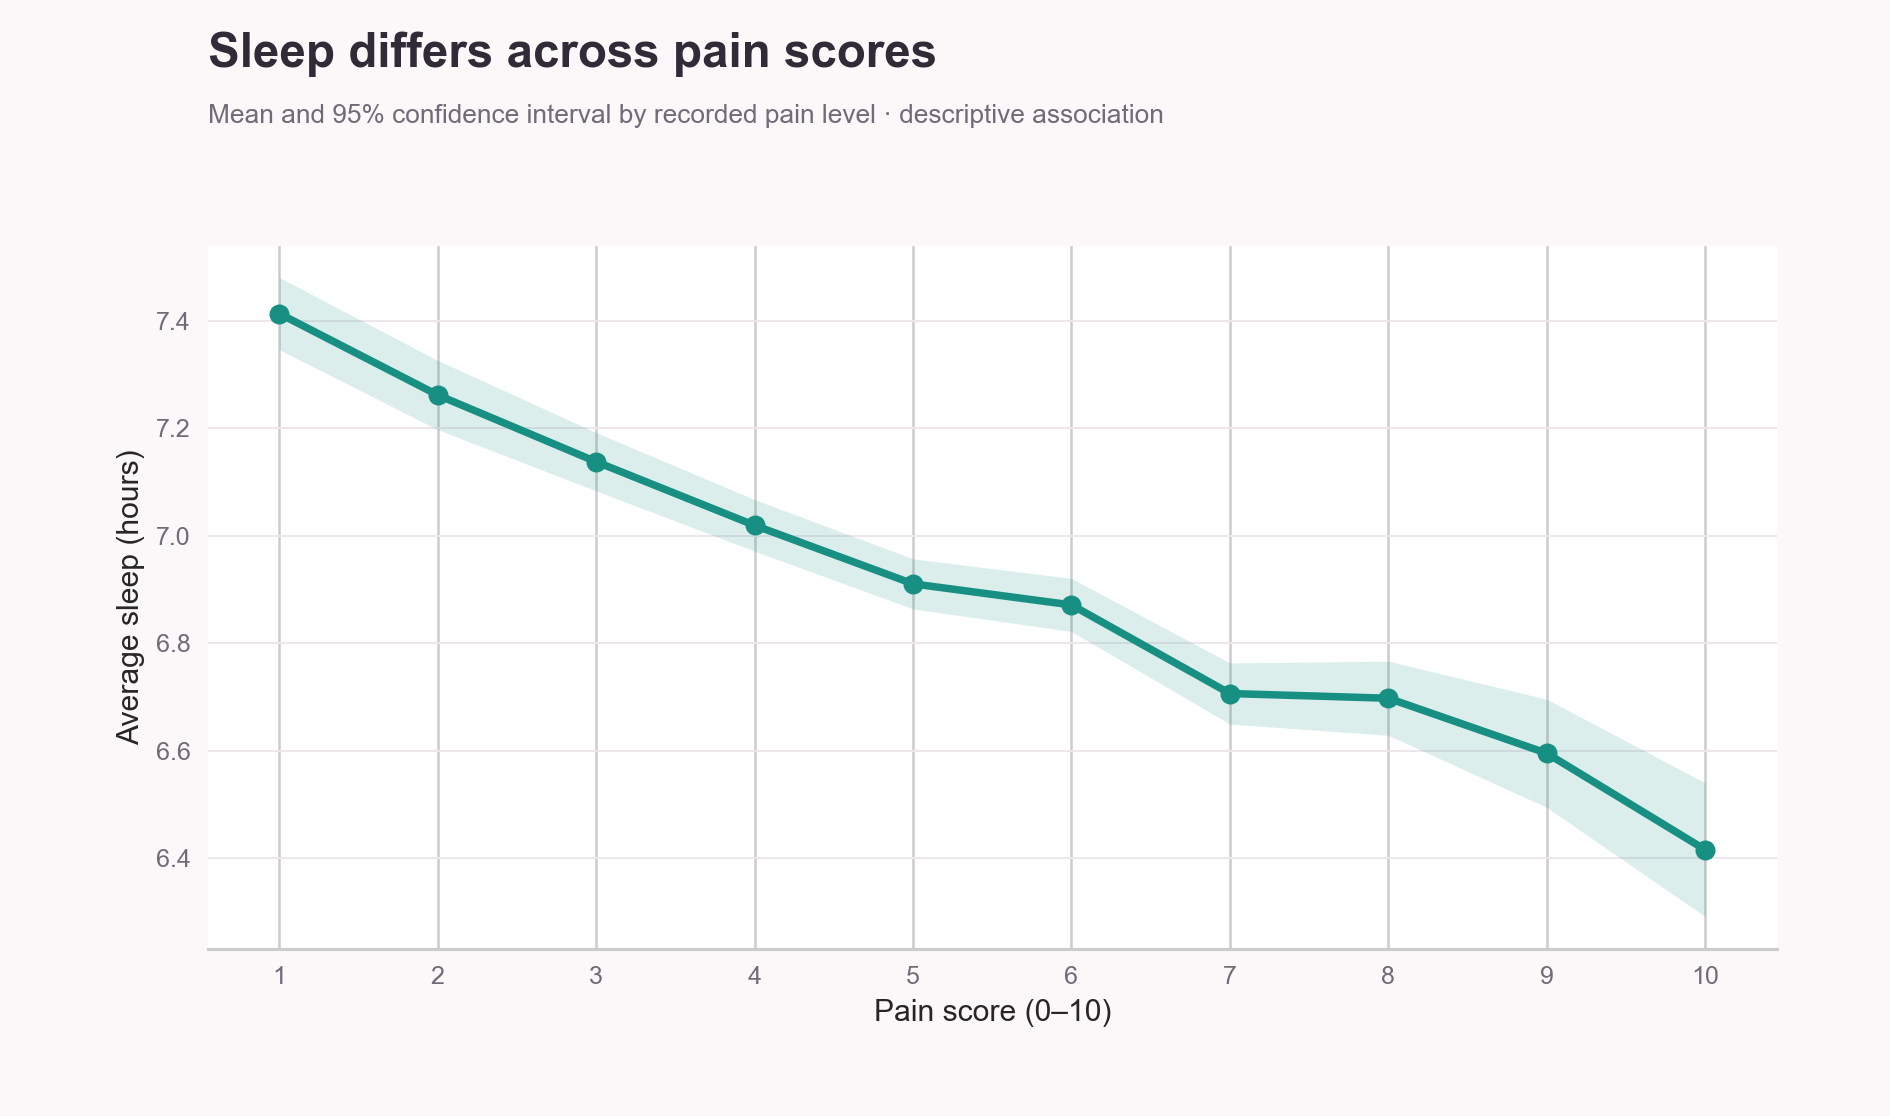 Sleep differs across pain scores
Mean and 95% confidence interval by recorded pain level · descriptive association
Average sleep (hours)
7.4
7.2
7.0
6.8
6.6
6.4
1 2 3 4 5 6 7 8 9 10
Pain score (0–10)